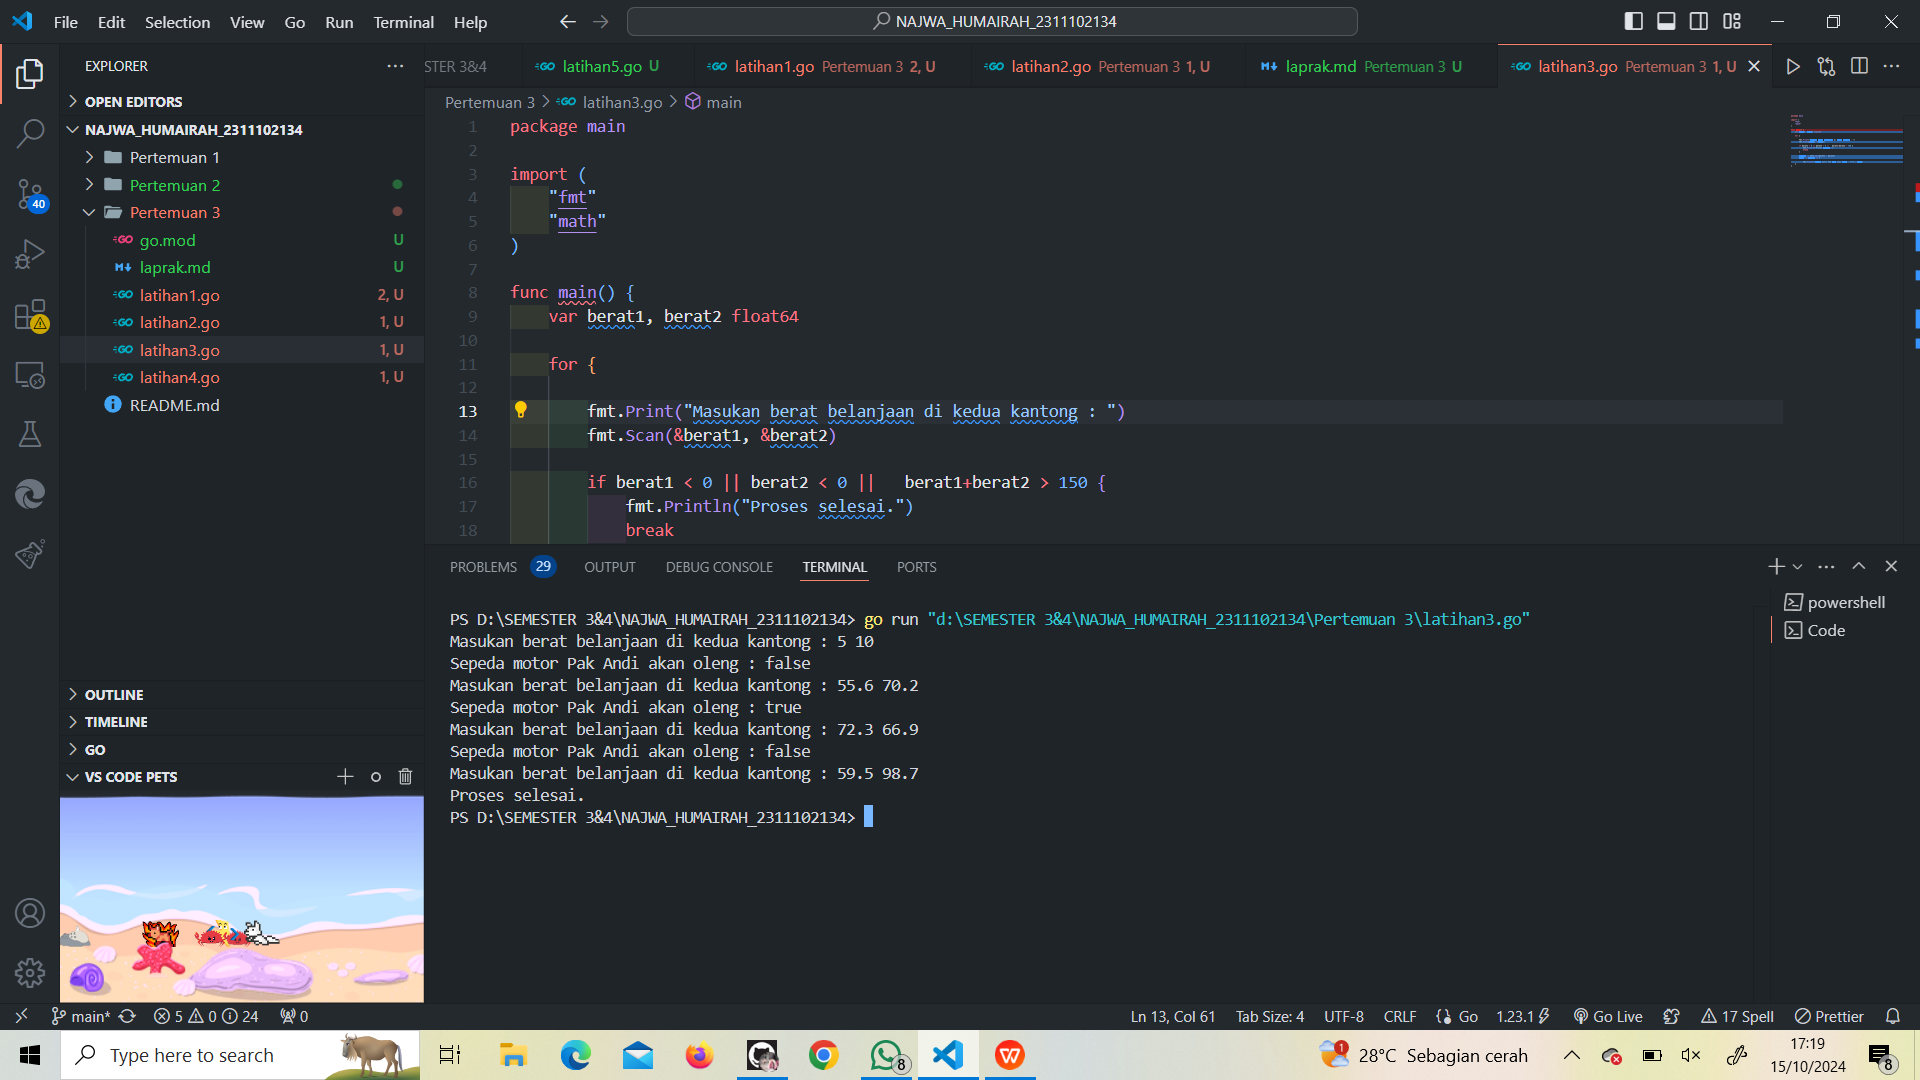 File Edit Selection View Go Run Terminal Help
NAJWA_HUMAIRAH_2311102134
EXPLORER
STER 3&4
latihan5.go U
latihan1.go Pertemuan 3 2, U
latihan2.go Pertemuan 3 1, U
laprak.md Pertemuan 3 U
latihan3.go Pertemuan 3 1, U
OPEN EDITORS
NAJWA_HUMAIRAH_2311102134
Pertemuan 1
Pertemuan 2
Pertemuan 3
go.mod U
laprak.md U
latihan1.go 2, U
latihan2.go 1, U
latihan3.go 1, U
latihan4.go 1, U
README.md
40
OUTLINE
TIMELINE
GO
VS CODE PETS
Pertemuan 3 > latihan3.go > main
1 package main
2
3 import (
4 "fmt"
5 "math"
6 )
7
8 func main() {
9 var berat1, berat2 float64
10
11 for {
12
13 fmt.Print("Masukan berat belanjaan di kedua kantong : ")
14 fmt.Scan(&berat1, &berat2)
15
16 if berat1 < 0 || berat2 < 0 || berat1+berat2 > 150 {
17 fmt.Println("Proses selesai.")
18 break
PROBLEMS 29 OUTPUT DEBUG CONSOLE TERMINAL PORTS
powershell
Code
PS D:\SEMESTER 3&4\NAJWA_HUMAIRAH_2311102134> go run "d:\SEMESTER 3&4\NAJWA_HUMAIRAH_2311102134\Pertemuan 3\latihan3.go"
Masukan berat belanjaan di kedua kantong : 5 10
Sepeda motor Pak Andi akan oleng : false
Masukan berat belanjaan di kedua kantong : 55.6 70.2
Sepeda motor Pak Andi akan oleng : true
Masukan berat belanjaan di kedua kantong : 72.3 66.9
Sepeda motor Pak Andi akan oleng : false
Masukan berat belanjaan di kedua kantong : 59.5 98.7
Proses selesai.
PS D:\SEMESTER 3&4\NAJWA_HUMAIRAH_2311102134>
main* 5 0 24 0
Ln 13, Col 61 Tab Size: 4 UTF-8 CRLF Go 1.23.1 Go Live 17 Spell Prettier
Type here to search
8
1
28°C Sebagian cerah
17:19
15/10/2024
8